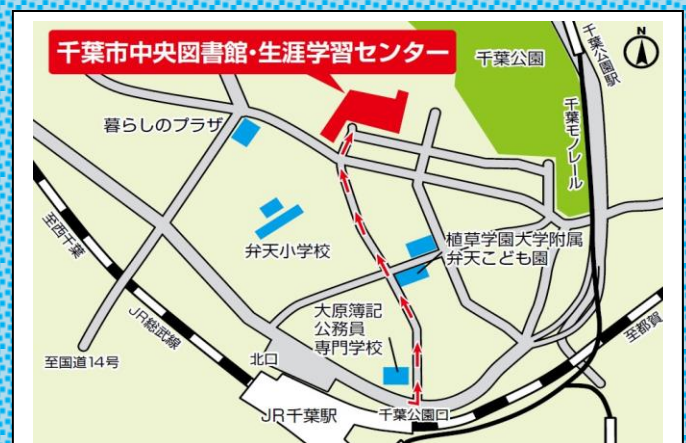 千葉市中央図書館・生涯学習センター
千葉公園
N
千葉公園駅
千葉モノレール
暮らしのプラザ
至西千葉
弁天小学校
植草学園大学附属
弁天こども園
大原簿記
公務員
専門学校
JR総武線
至国道14号
北口
至都賀
JR千葉駅
千葉公園口